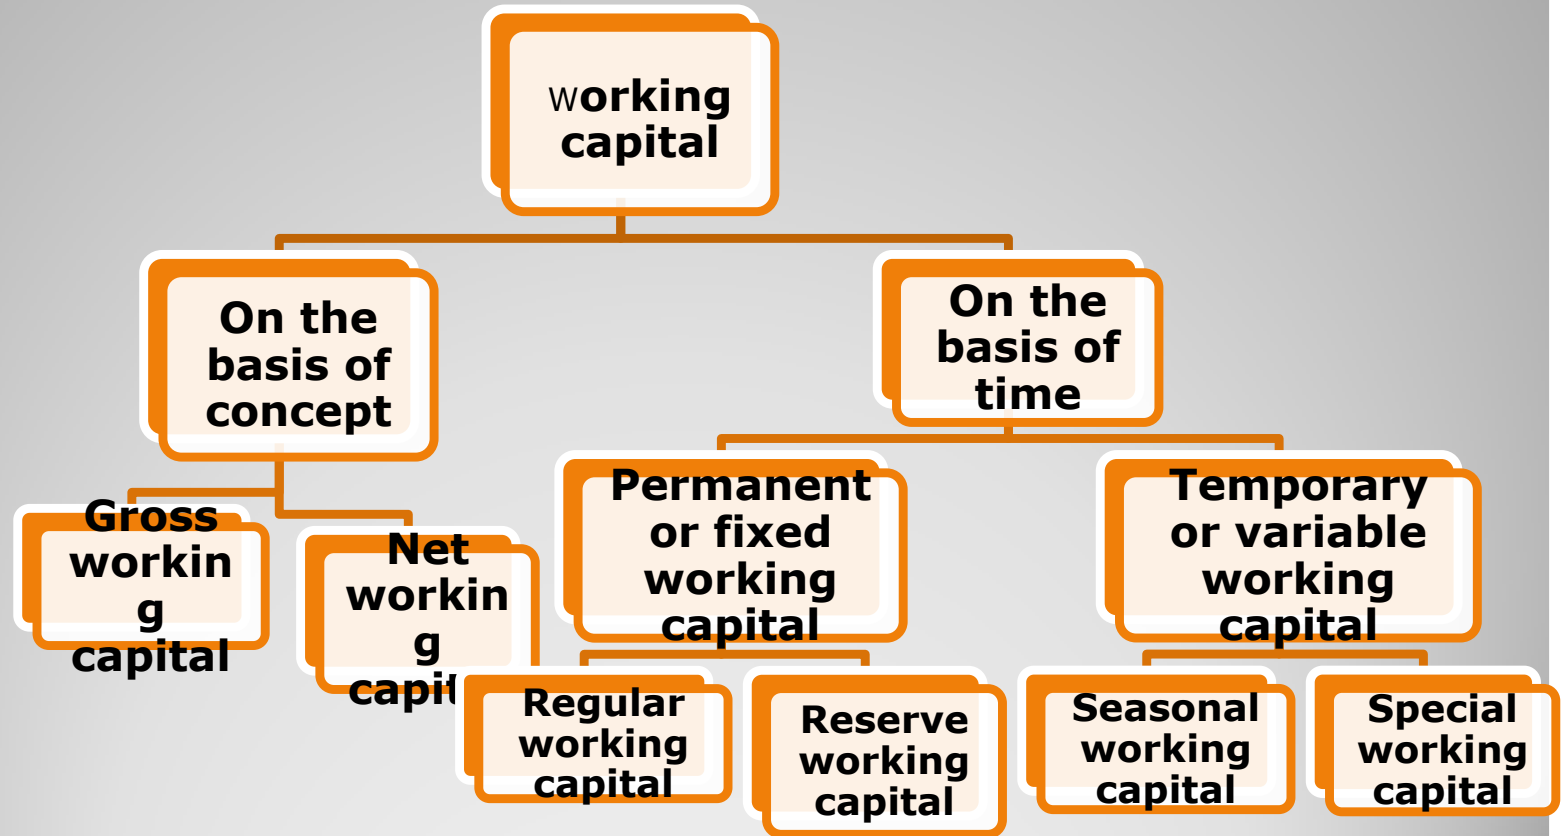 working
capital
On the
basis of
concept
On the
basis of
time
Gross
workin
g
capital
Net
workin
g
capit
Permanent
or fixed
working
capital
Temporary
or variable
working
capital
Regular
working
capital
Reserve
working
capital
Seasonal
working
capital
Special
working
capital